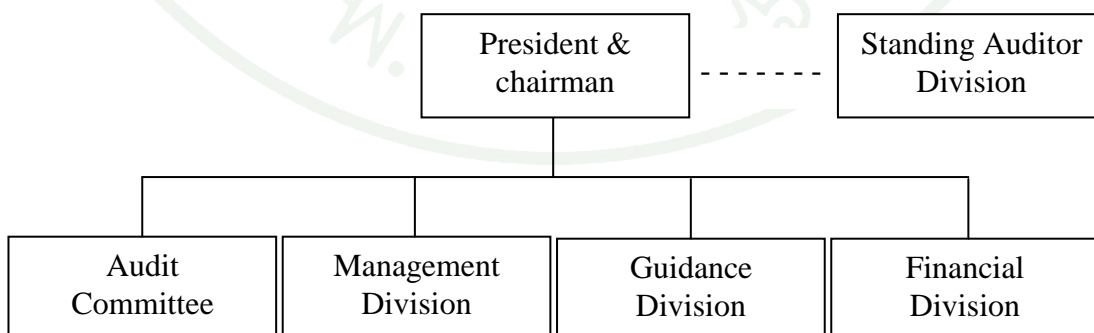 President &
chairman
Standing Auditor
Division
Audit
Committee
Management
Division
Guidance
Division
Financial
Division